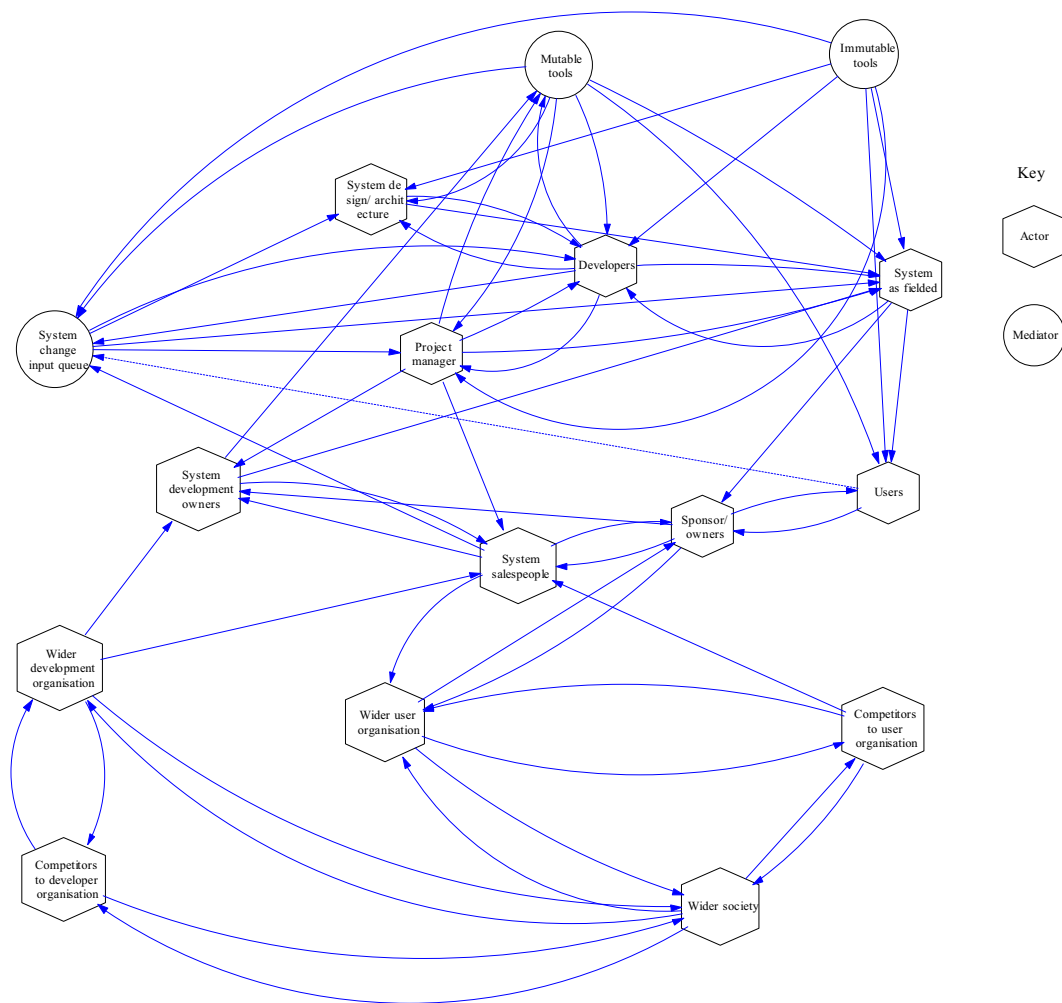 Mutable
tools
Immutable
tools
Key
System de
sign/ archit
ecture
Actor
Developers
System
as fielded
System
change
input queue
Project
manager
Mediator
System
development
owners
Users
Sponsor/
owners
System
salespeople
Wider
development
organisation
Wider user
organisation
Competitors
to user
organisation
Competitors
to developer
organisation
Wider society